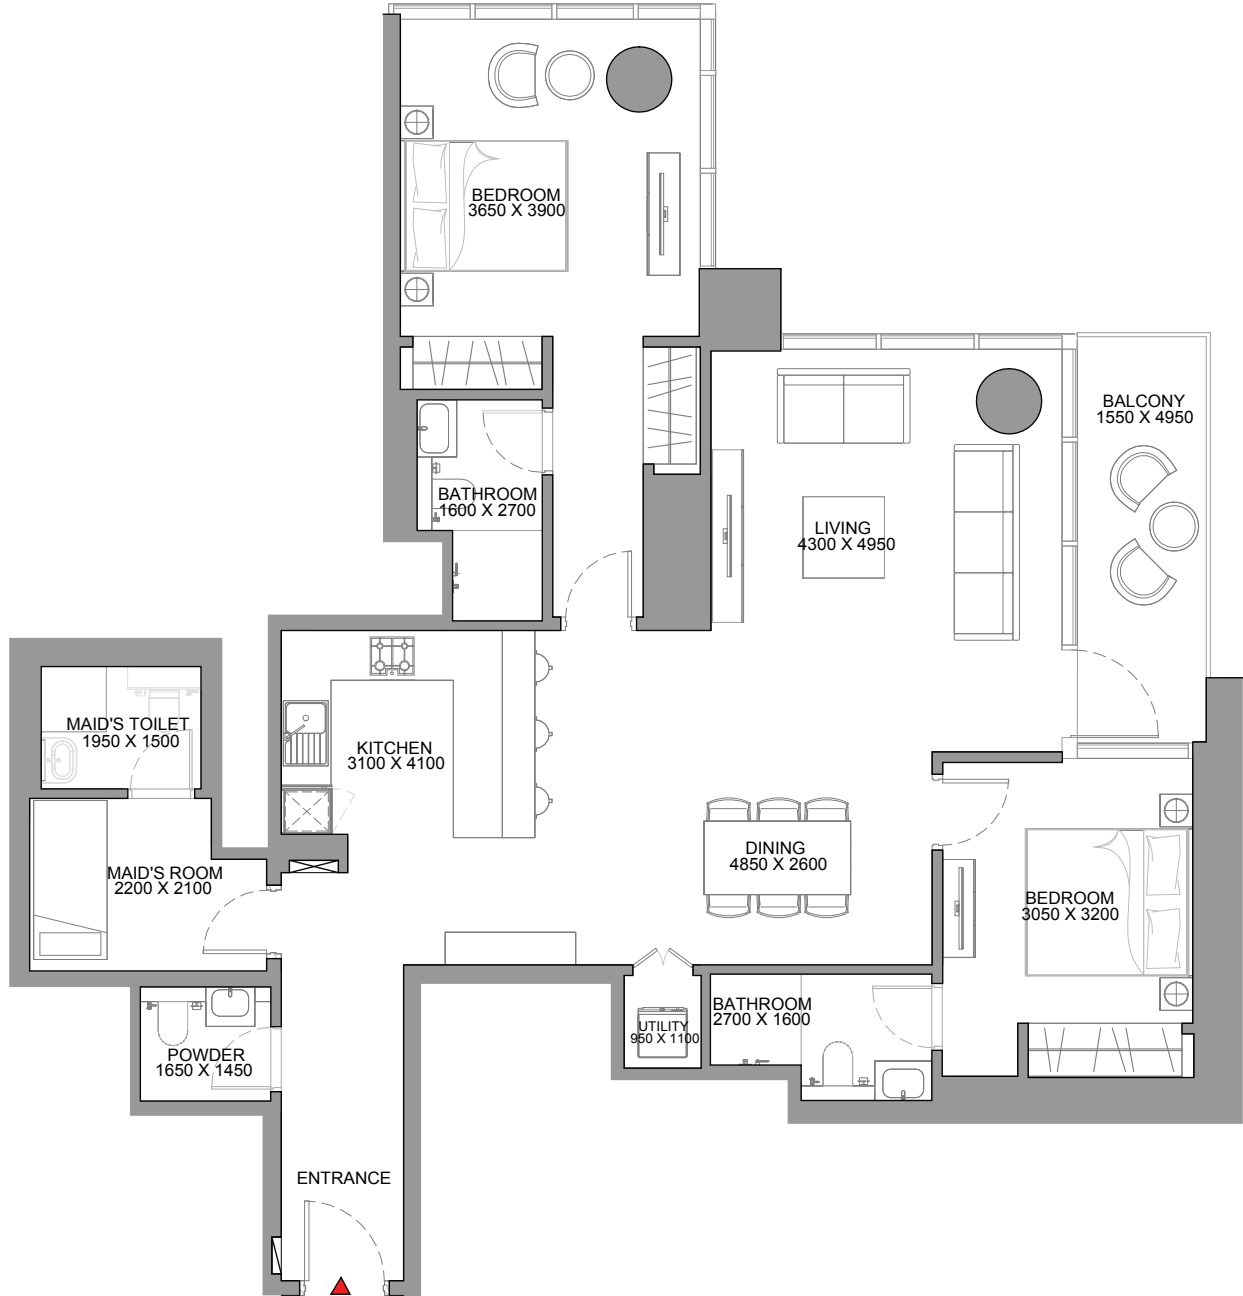 BEDROOM
3650 X 3900
BALCONY
1550 X 4950
BATHROOM
1600 X 2700
LIVING
4300 X 4950
MAID'S TOILET
1950 X 1500
KITCHEN
3100 X 4100
DINING
4850 X 2600
MAID'S ROOM
2200 X 2100
BEDROOM
3050 X 3200
BATHROOM
2700 X 1600
UTILITY
950 X 1100
POWDER
1650 X 1450
ENTRANCE